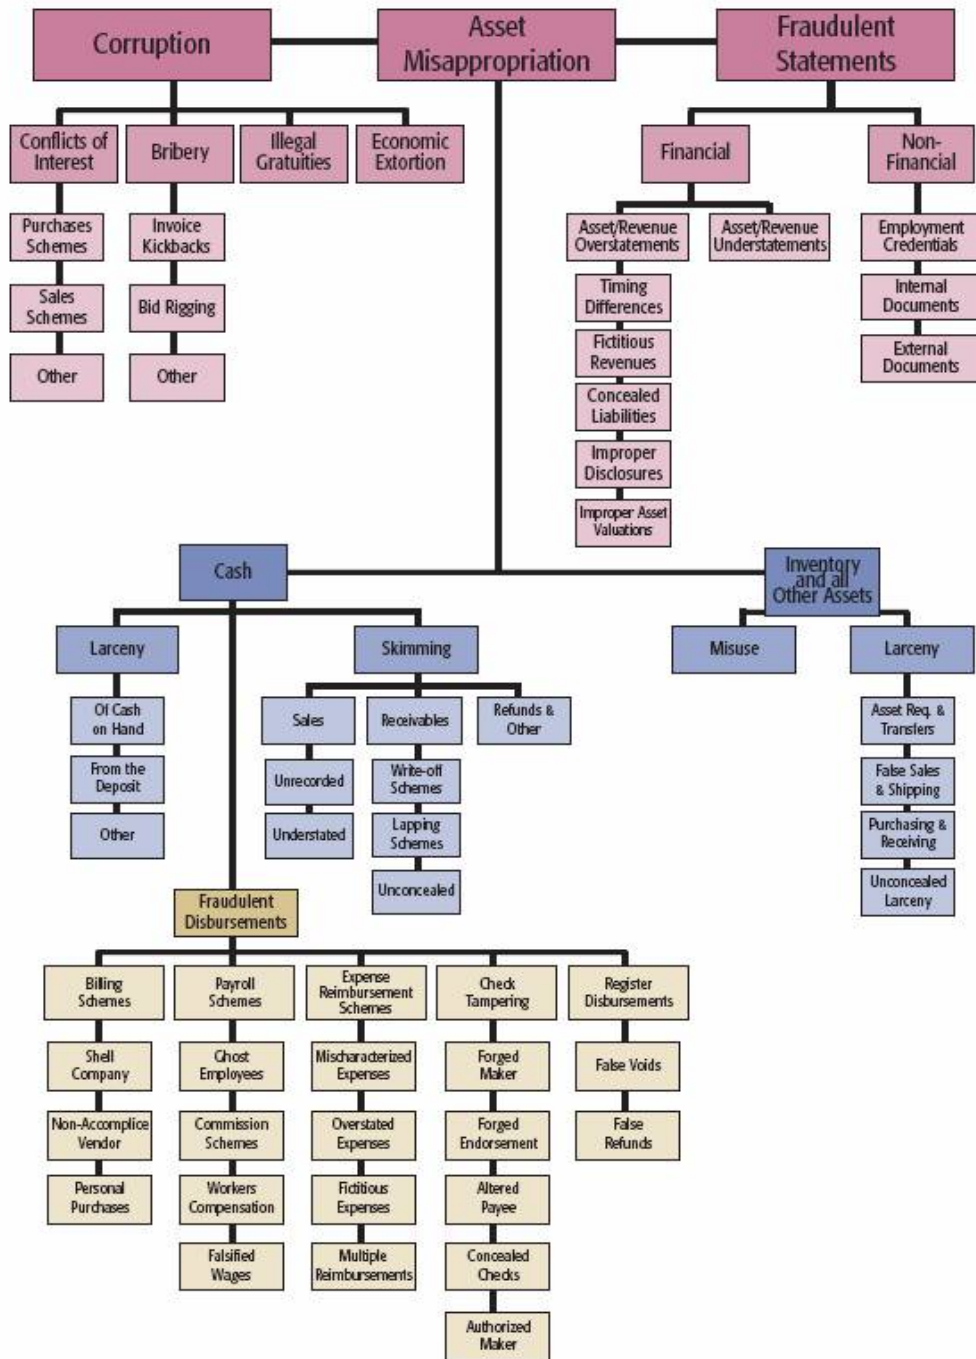 Corruption
Asset
Misappropriation
Fraudulent
Statements
Conflicts of
Interest
Bribery
Illegal
Gratuities
Economic
Extortion
Financial
Non-
Financial
Purchases
Schemes
Invoice
Kickbacks
Asset/Revenue
Overstatements
Asset/Revenue
Understatements
Employment
Credentials
Sales
Schemes
Bid Rigging
Timing
Differences
Internal
Documents
Other
Other
Fictitious
Revenues
External
Documents
Concealed
Liabilities
Improper
Disclosures
Improper Asset
Valuations
Cash
Inventory
and all
Other Assets
Larceny
Skimming
Misuse
Larceny
Of Cash
on Hand
Sales
Receivables
Refunds &
Other
Asset Req. &
Transfers
From the
Deposit
Unrecorded
Write-off
Schemes
False Sales
& Shipping
Other
Understated
Lapping
Schemes
Purchasing &
Receiving
Unconcealed
Unconcealed
Larceny
Fraudulent
Disbursements
Billing
Schemes
Payroll
Schemes
Expense
Reimbursement
Schemes
Check
Tampering
Register
Disbursements
Shell
Company
Ghost
Employees
Mischaracterized
Expenses
Forged
Maker
False Voids
Non-Accomplice
Vendor
Commission
Schemes
Overstated
Expenses
Forged
Endorsement
False
Refunds
Personal
Purchases
Workers
Compensation
Fictitious
Expenses
Altered
Payee
Falsified
Wages
Multiple
Reimbursements
Concealed
Checks
Authorized
Maker